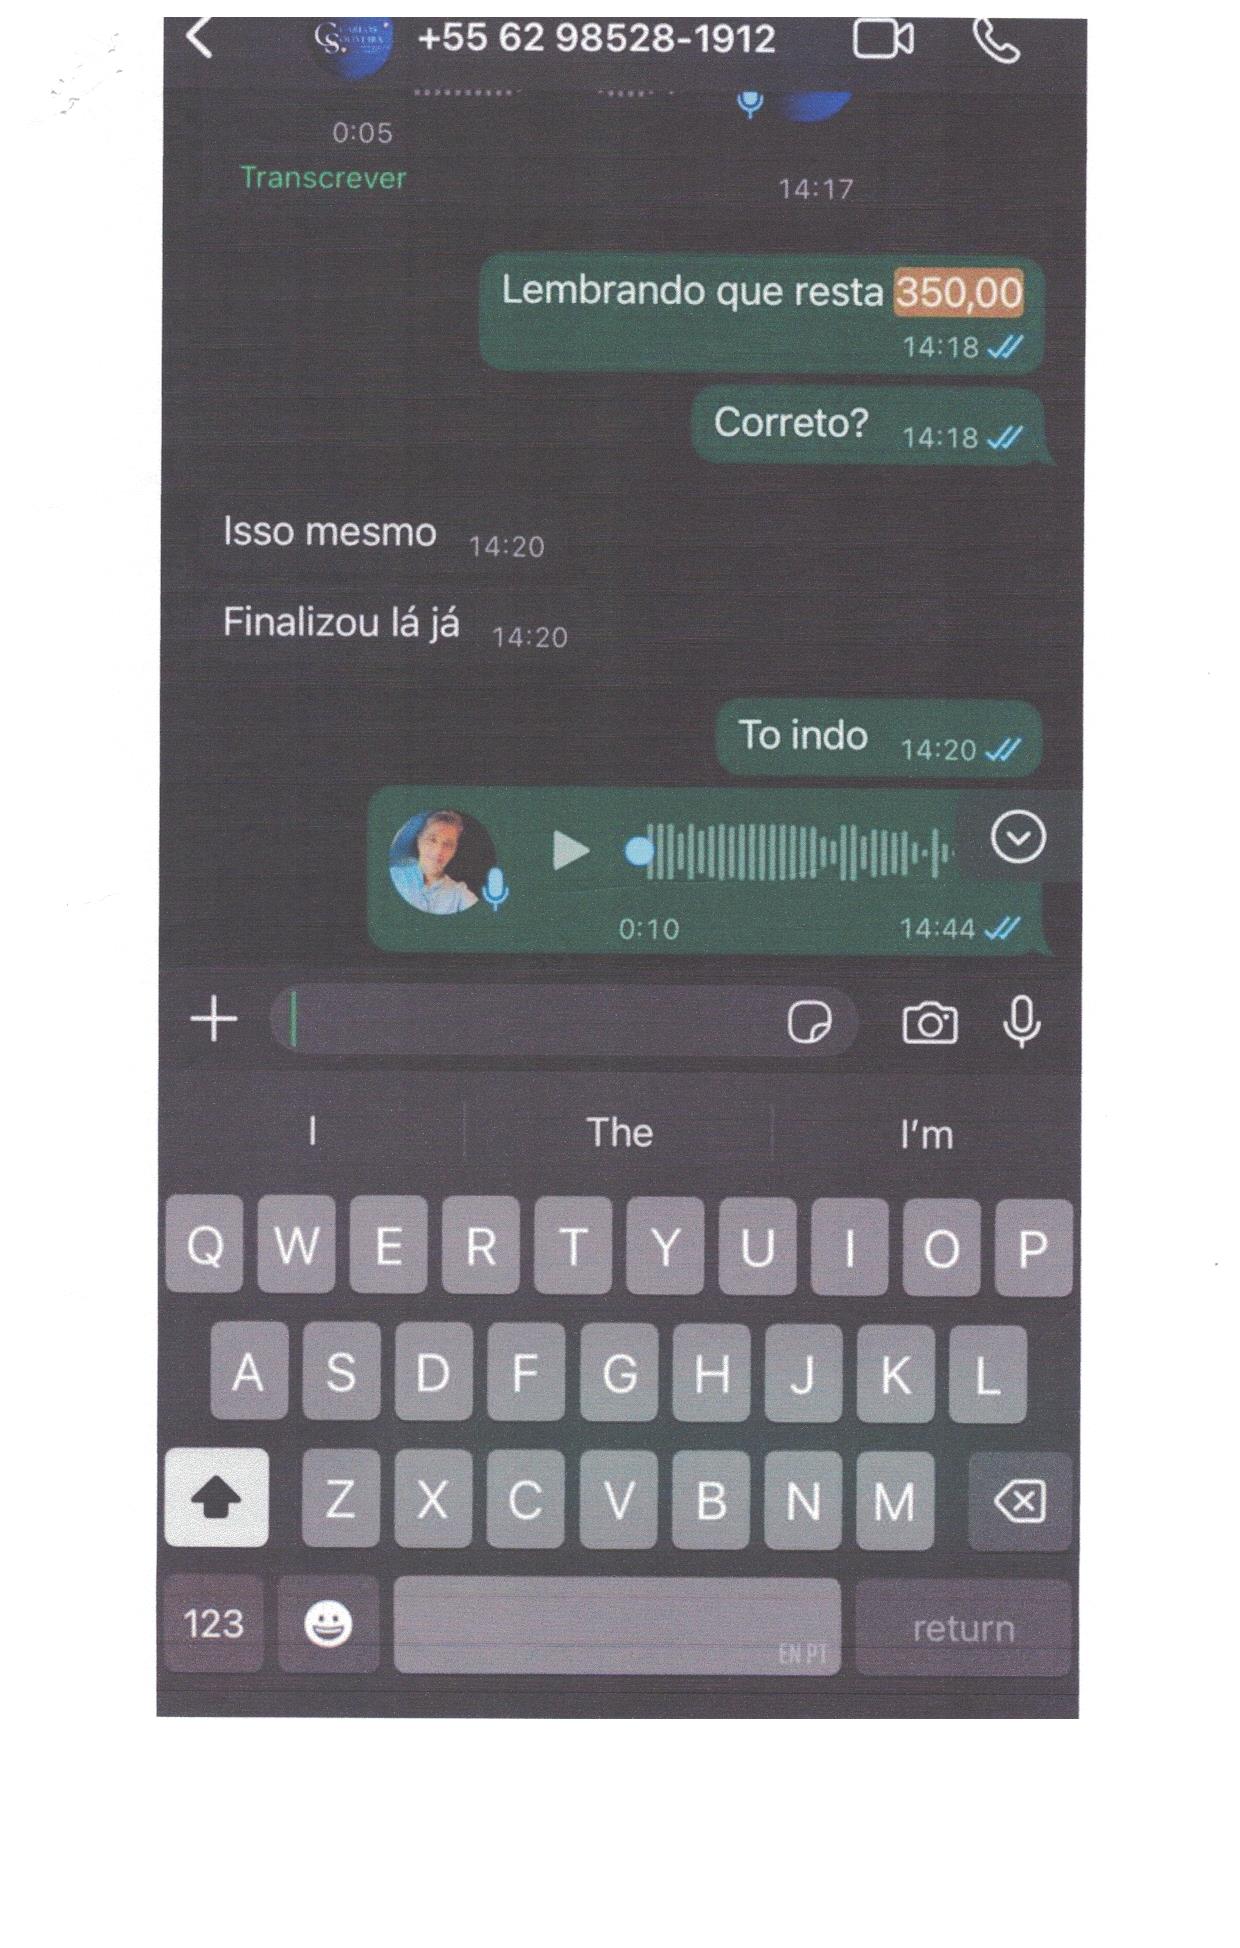 +55 62 98528-1912
0:05
Transcrever
14:17
Lembrando que resta 350,00
14:18
Correto? 14:18
Isso mesmo 14:20
Finalizou lá já 14:20
To indo 14:20
0:10 14:44
I The I'm
Q W E R T Y U I O P
A S D F G H J K L
Z X C V B N M
123 EN PT return